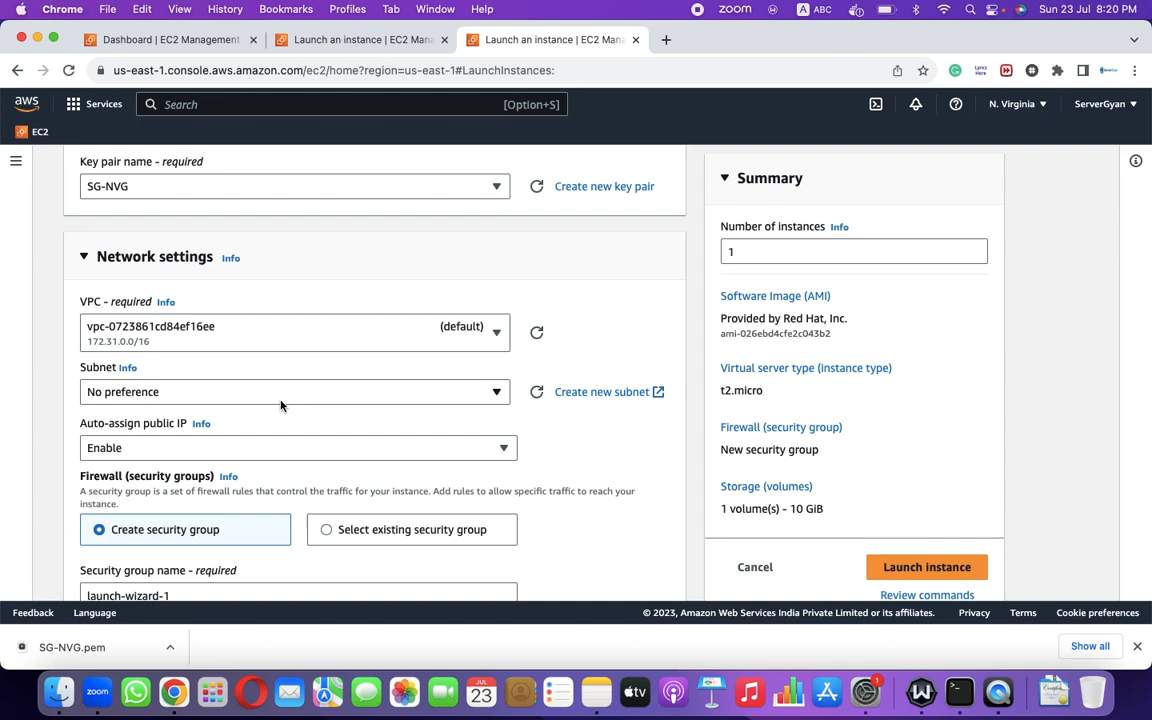 Chrome File Edit View History Bookmarks Profiles Tab Window Help zoom A ABC Sun 23 Jul 8:20 PM
Dashboard | EC2 Management
Launch an instance | EC2 Mana
Launch an instance | EC2 Mana
us-east-1.console.aws.amazon.com/ec2/home?region=us-east-1#LaunchInstances:
aws Services Search [Option+S] N. Virginia ServerGyan
EC2
Key pair name - required
SG-NVG
Create new key pair
Network settings Info
VPC - required Info
vpc-0723861cd84ef16ee (default)
172.31.0.0/16
Subnet Info
No preference
Create new subnet
Auto-assign public IP Info
Enable
Firewall (security groups) Info
A security group is a set of firewall rules that control the traffic for your instance. Add rules to allow specific traffic to reach your
instance.
Create security group
Select existing security group
Security group name - required
launch-wizard-1
Summary
Number of instances Info
1
Software Image (AMI)
Provided by Red Hat, Inc.
ami-026ebd4cfe2c043b2
Virtual server type (instance type)
t2.micro
Firewall (security group)
New security group
Storage (volumes)
1 volume(s) - 10 GiB
Cancel
Launch instance
Review commands
Feedback Language © 2023, Amazon Web Services India Private Limited or its affiliates. Privacy Terms Cookie preferences
SG-NVG.pem
Show all
23
zoom
JUL
tv
1